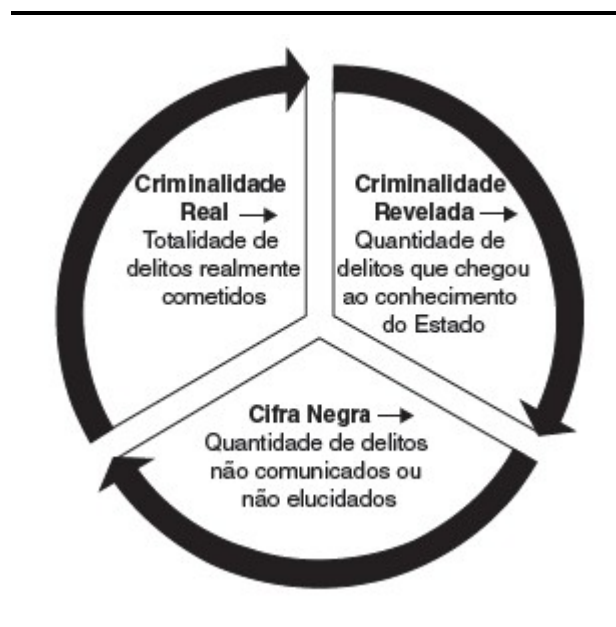 Criminalidade
Real →
Totalidade de
delitos realmente
cometidos
Criminalidade
Revelada →
Quantidade de
delitos que chegou
ao conhecimento
do Estado
Cifra Negra →
Quantidade de delitos
não comunicados ou
não elucidados